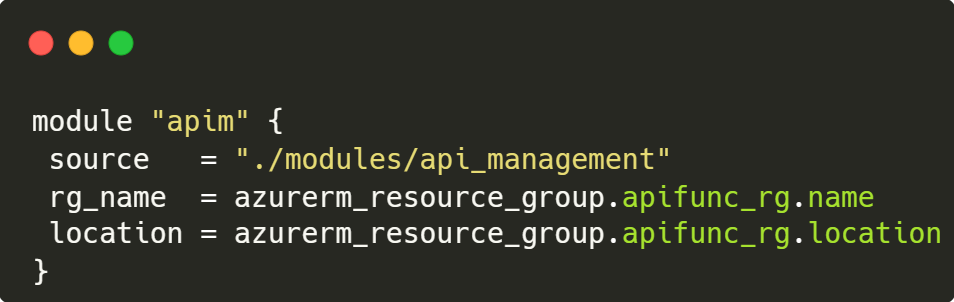 module "apim" {
 source   = "./modules/api_management"
 rg_name  = azurerm_resource_group.apifunc_rg.name
 location = azurerm_resource_group.apifunc_rg.location
}